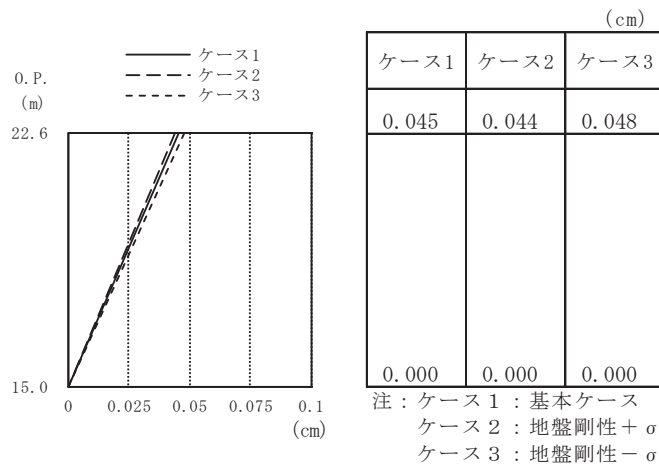 ケース1
ケース2
ケース3
O.P.
(m)
22.6
15.0
0 0.025 0.05 0.075 0.1
(cm)
(cm)
ケース1 ケース2 ケース3
0.045 0.044 0.048
0.000 0.000 0.000
注：ケース１：基本ケース
ケース２：地盤剛性＋σ
ケース３：地盤剛性－σ